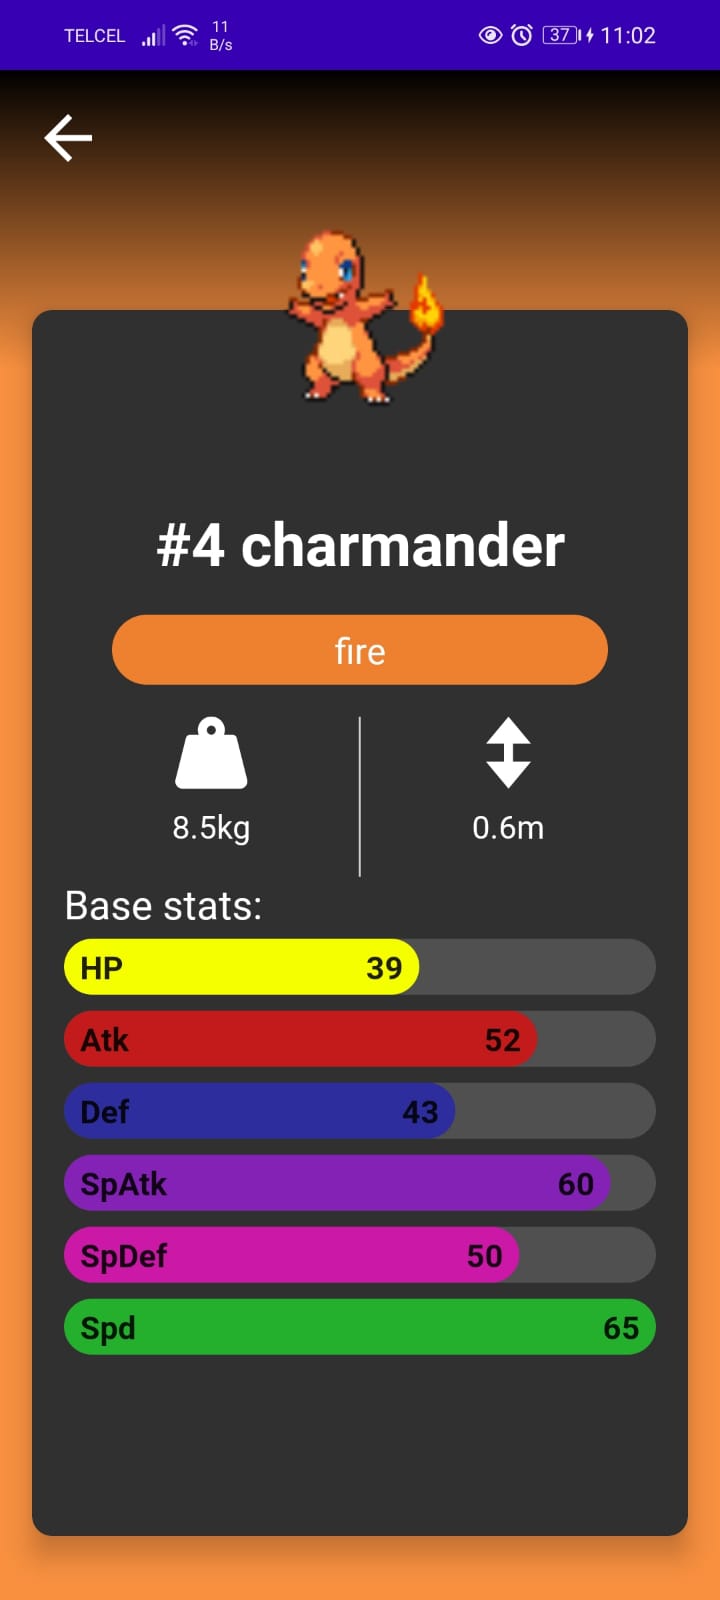 TELCEL 11 B/s 37 11:02
#4 charmander
fire
8.5kg 0.6m
Base stats:
HP 39
Atk 52
Def 43
SpAtk 60
SpDef 50
Spd 65